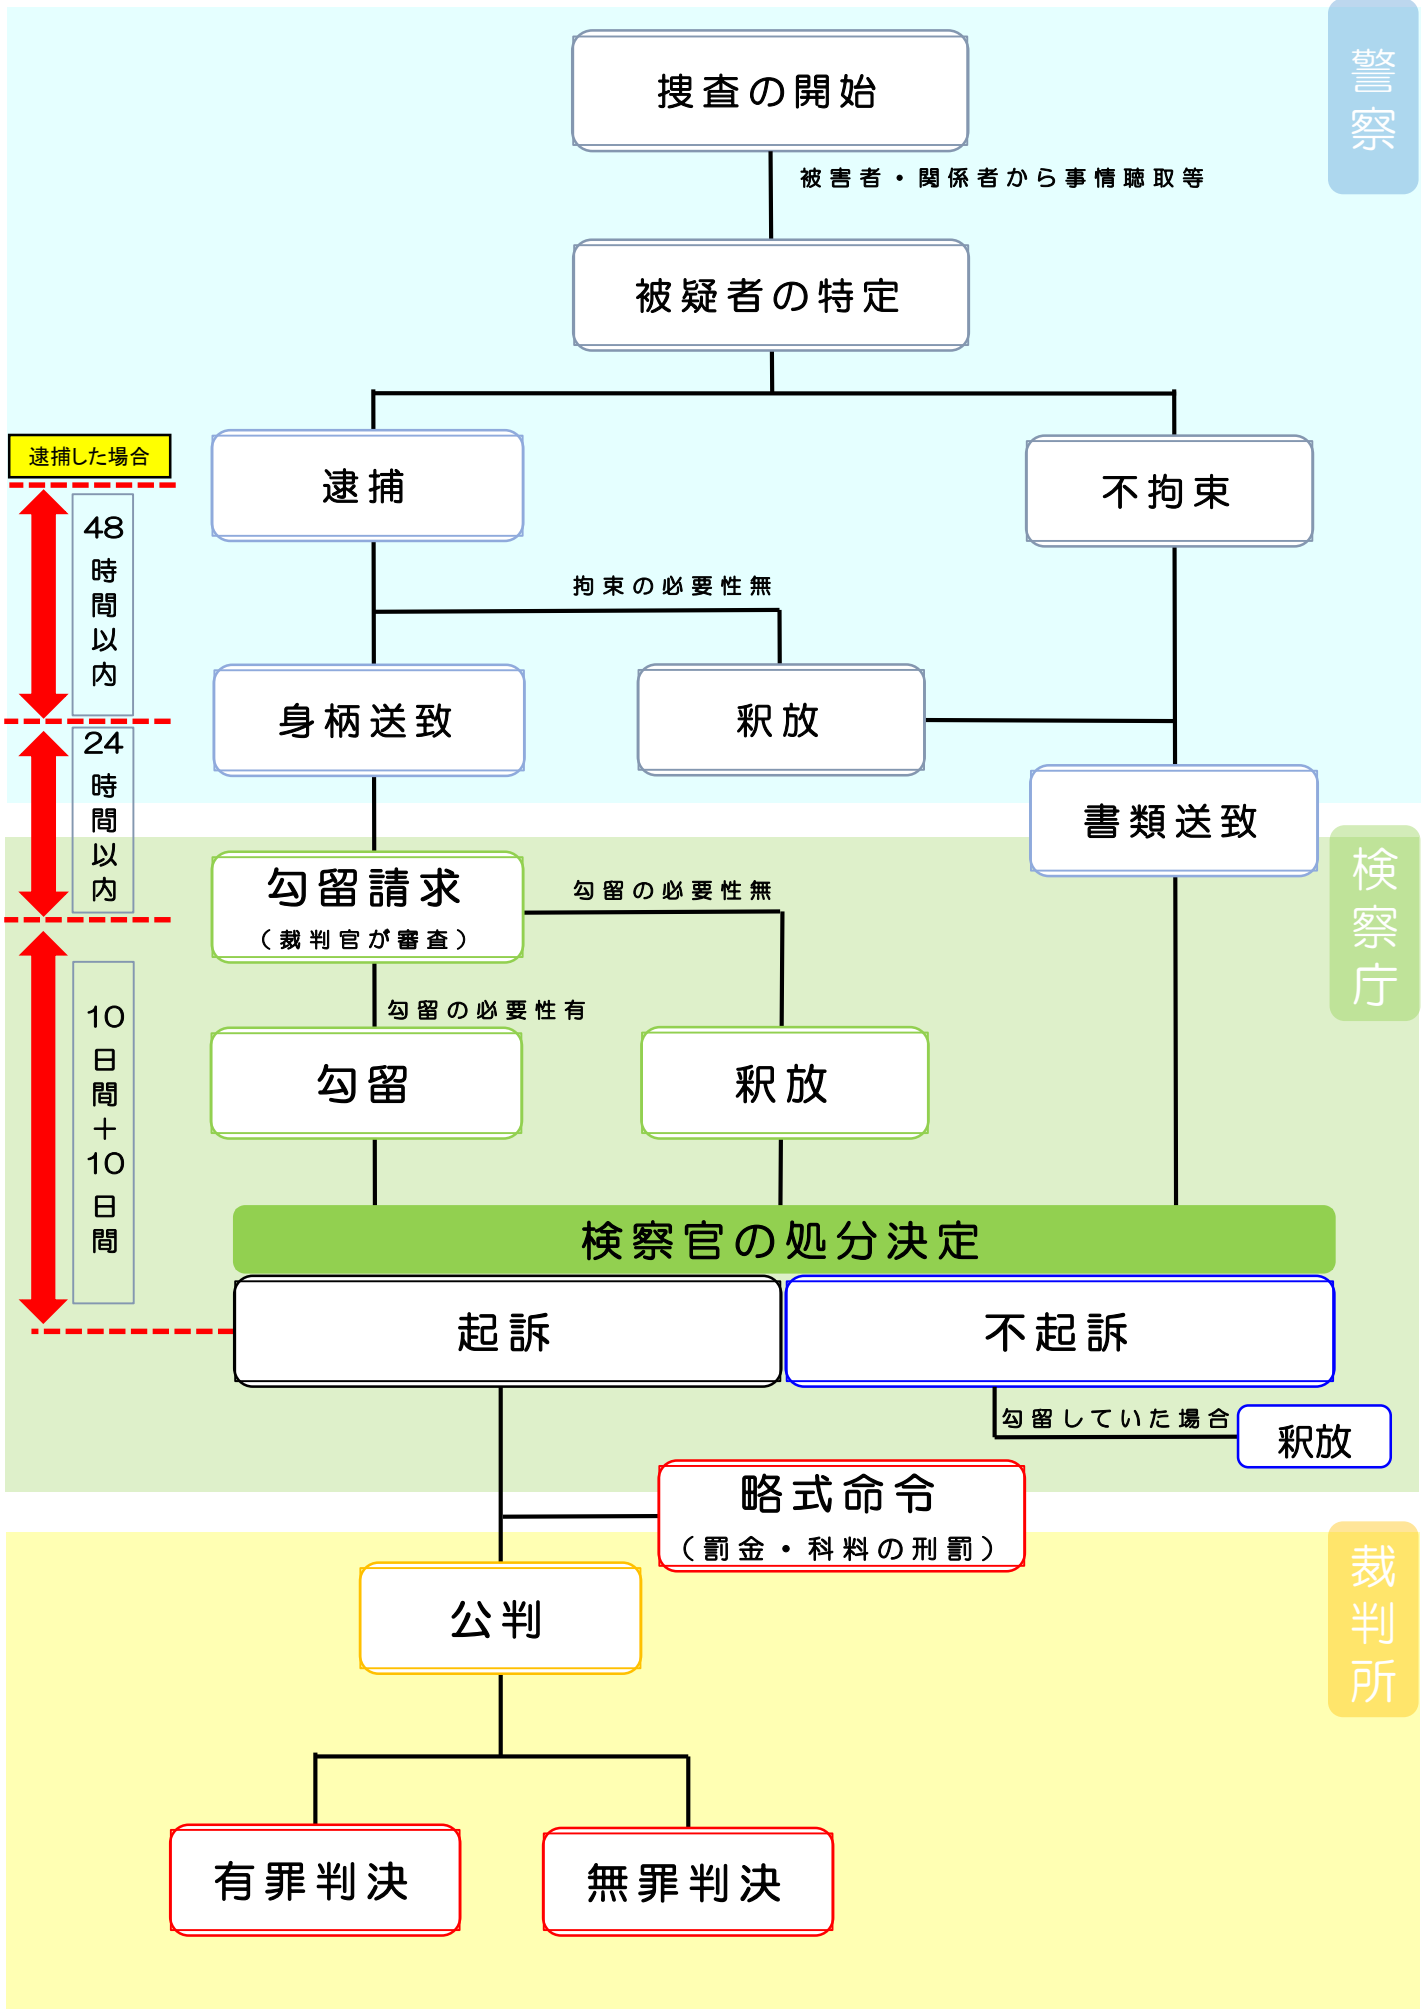 警察
捜査の開始
被害者・関係者から事情聴取等
被疑者の特定
逮捕した場合
逮捕
不拘束
48時間以内
拘束の必要性無
身柄送致
釈放
24時間以内
書類送致
検察庁
勾留請求
（裁判官が審査）
勾留の必要性無
勾留の必要性有
10日間＋10日間
勾留
釈放
検察官の処分決定
起訴
不起訴
勾留していた場合
釈放
略式命令
（罰金・科料の刑罰）
裁判所
公判
有罪判決
無罪判決